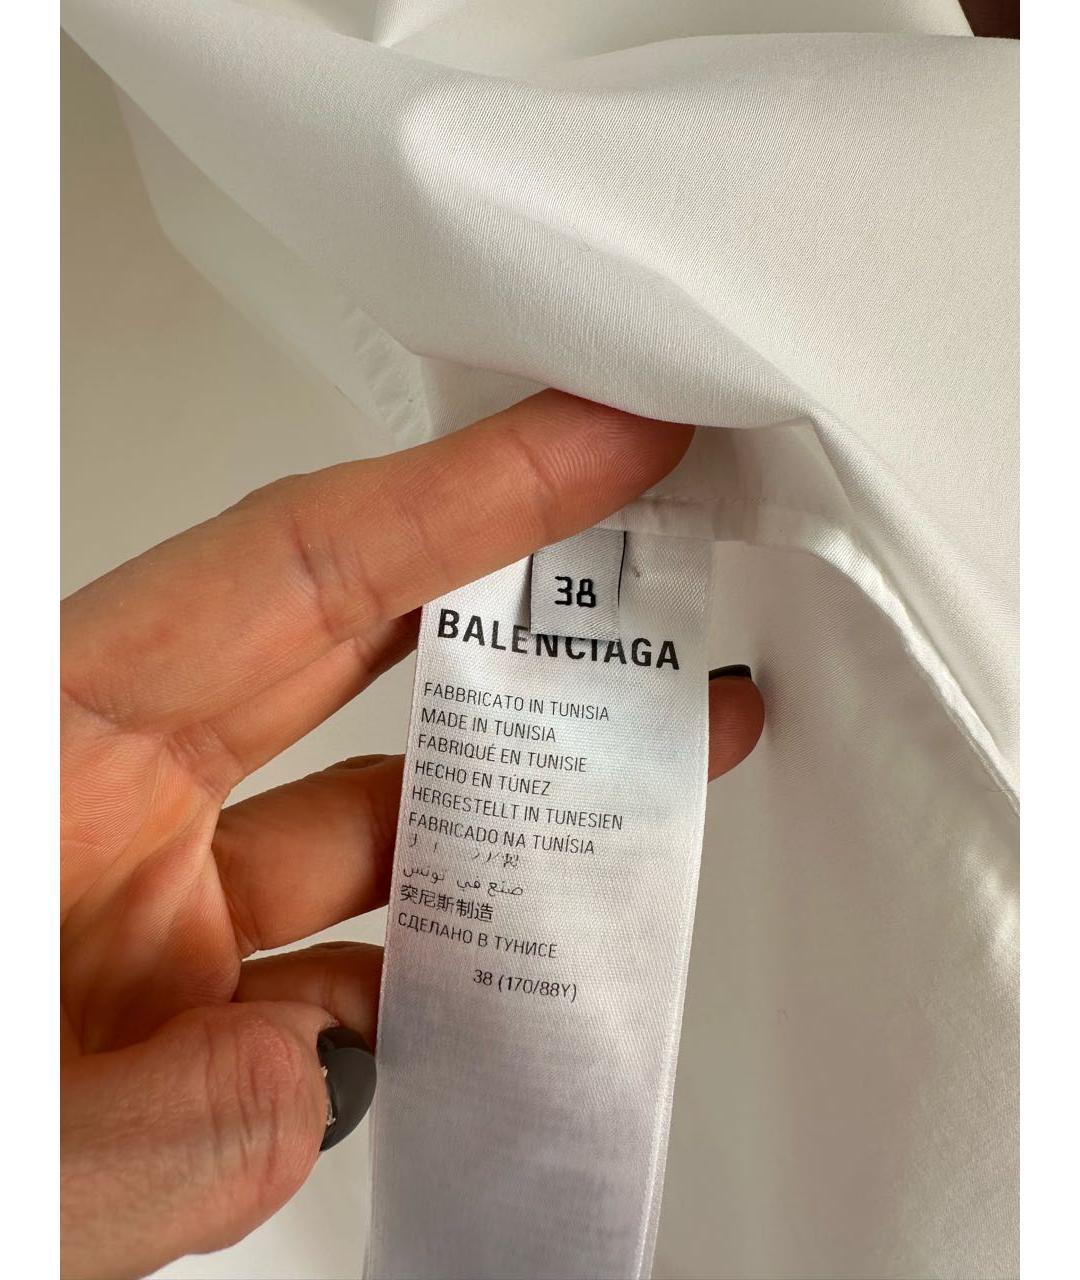 38
BALENCIAGA
FABBRICATO IN TUNISIA
MADE IN TUNISIA
FABRIQUÉ EN TUNISIE
HECHO EN TÚNEZ
HERGESTELLT IN TUNESIEN
FABRICADO NA TUNÍSIA
صنع في تونس
突尼斯制造
СДЕЛАНО В ТУНИСЕ
38 (170/88Y)